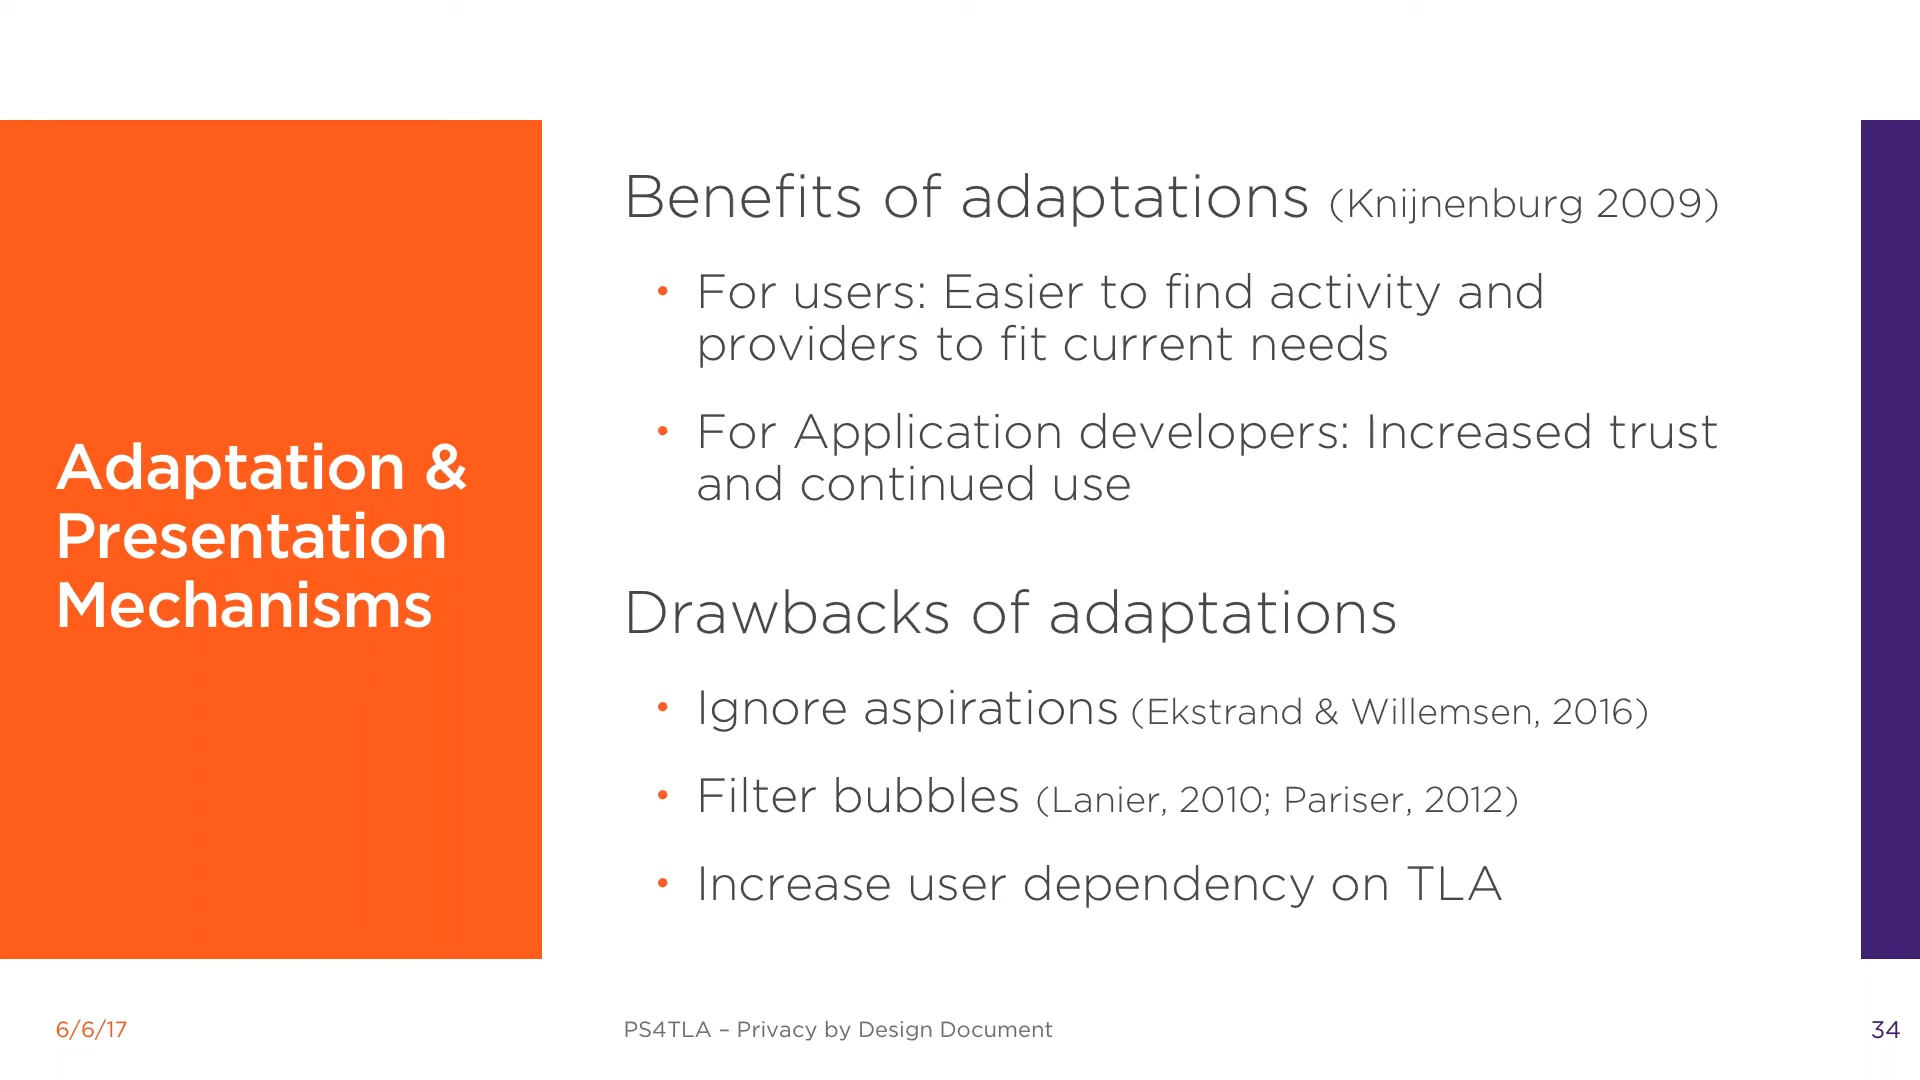 Adaptation &
Presentation
Mechanisms
Benefits of adaptations (Knijnenburg 2009)
• For users: Easier to find activity and
providers to fit current needs
• For Application developers: Increased trust
and continued use
Drawbacks of adaptations
• Ignore aspirations (Ekstrand & Willemsen, 2016)
• Filter bubbles (Lanier, 2010; Pariser, 2012)
• Increase user dependency on TLA
6/6/17
PS4TLA – Privacy by Design Document
34